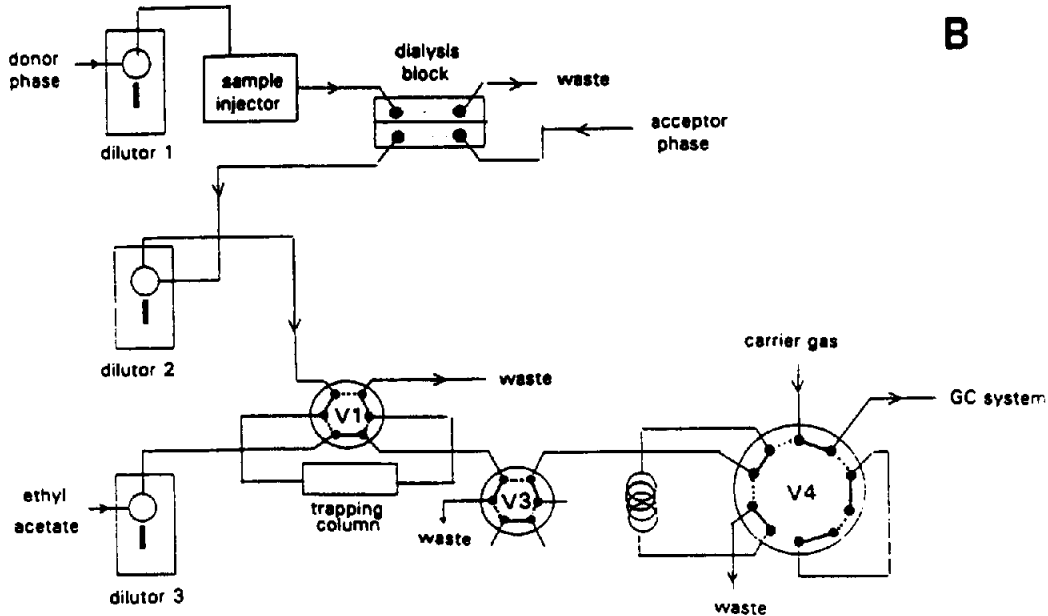 B
donor
phase
dilutor 1
sample
injector
dialysis
block
waste
acceptor
phase
dilutor 2
carrier gas
V1
waste
GC system
ethyl
acetate
trapping
column
V3
waste
V4
dilutor 3
waste